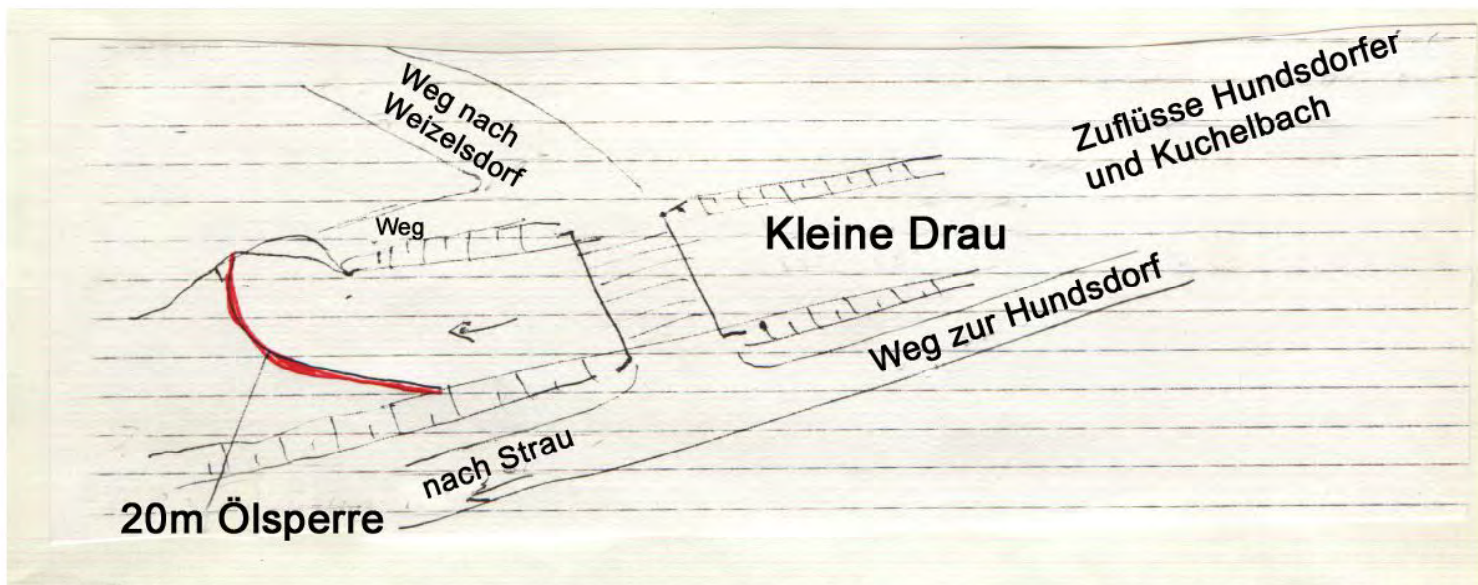 Weg nach
Weizelsdorf
Zuflüsse Hundsdorfer
und Kuchelbach
Weg
Kleine Drau
Weg zur Hundsdorf
nach Strau
20m Ölsperre